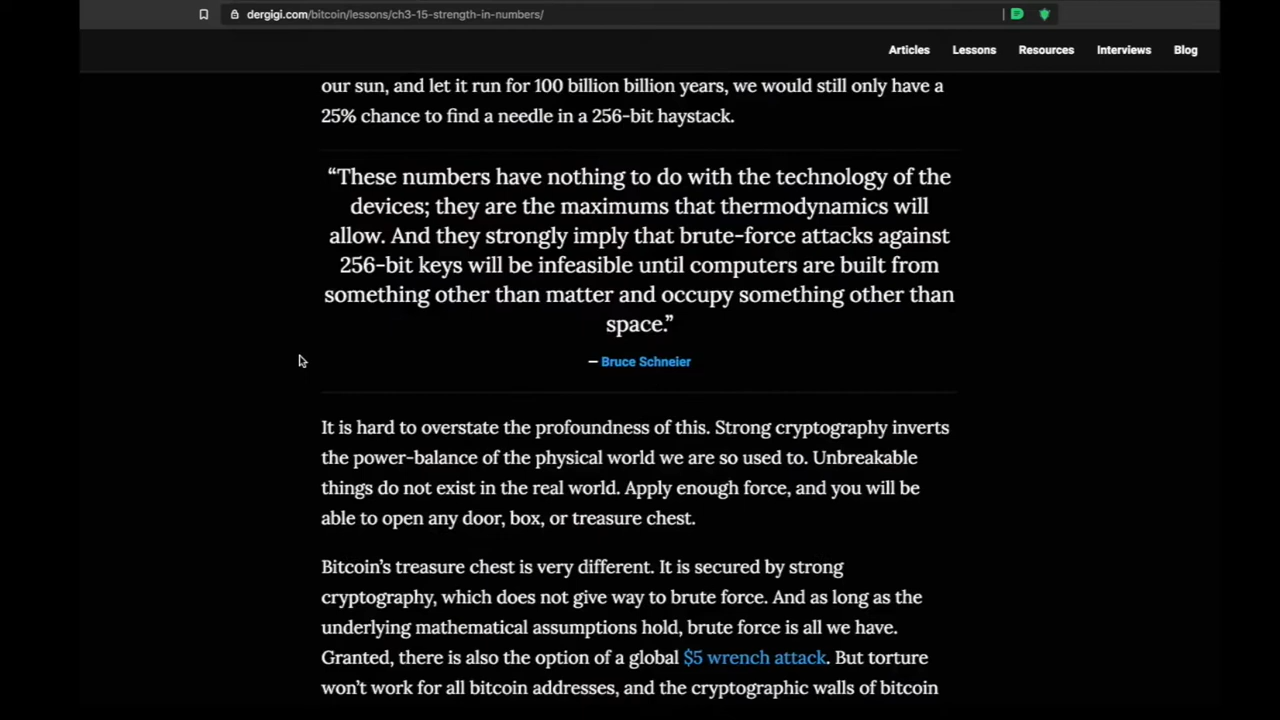 dergigi.com/bitcoin/lessons/ch3-15-strength-in-numbers/
Articles Lessons Resources Interviews Blog
our sun, and let it run for 100 billion billion years, we would still only have a
25% chance to find a needle in a 256-bit haystack.
“These numbers have nothing to do with the technology of the
devices; they are the maximums that thermodynamics will
allow. And they strongly imply that brute-force attacks against
256-bit keys will be infeasible until computers are built from
something other than matter and occupy something other than
space.”
— Bruce Schneier
It is hard to overstate the profoundness of this. Strong cryptography inverts
the power-balance of the physical world we are so used to. Unbreakable
things do not exist in the real world. Apply enough force, and you will be
able to open any door, box, or treasure chest.
Bitcoin’s treasure chest is very different. It is secured by strong
cryptography, which does not give way to brute force. And as long as the
underlying mathematical assumptions hold, brute force is all we have.
Granted, there is also the option of a global $5 wrench attack. But torture
won’t work for all bitcoin addresses, and the cryptographic walls of bitcoin